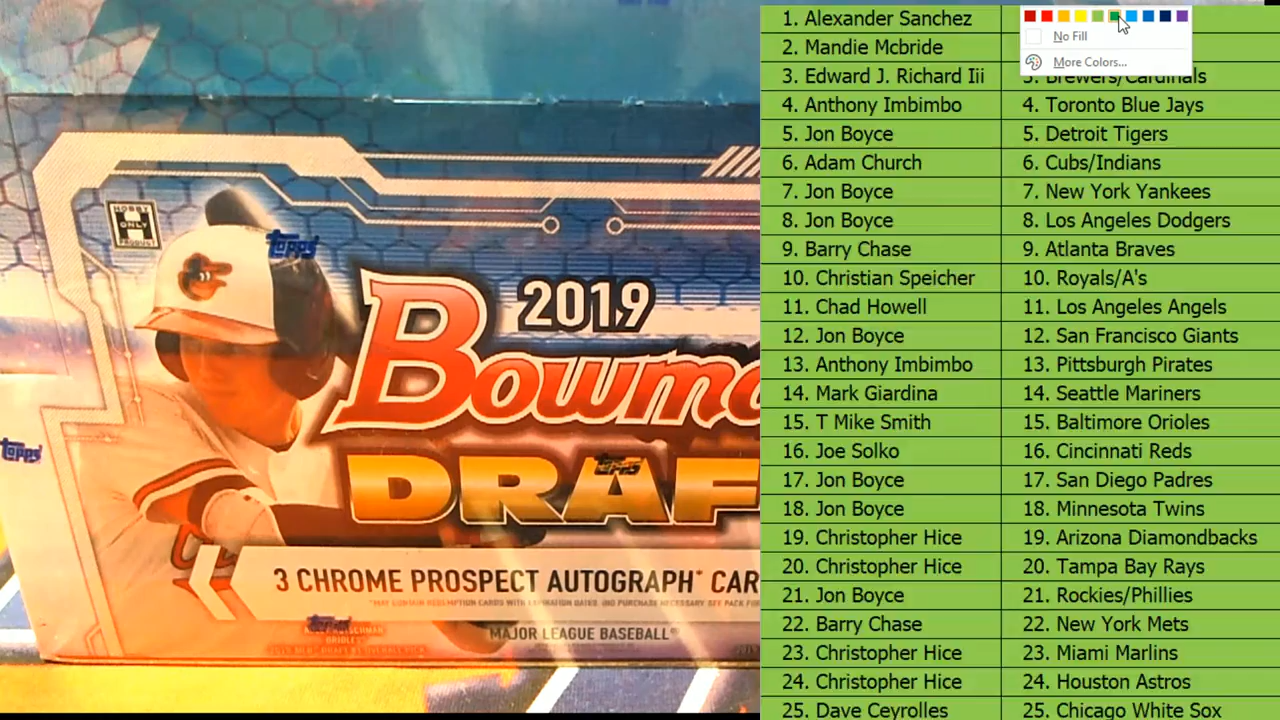 HOBBY
ONLY
H
PRODUCT
Topps
Topps
2019
Bowma
DRAF
Topps
3 CHROME PROSPECT AUTOGRAPH* CAR
MAJOR LEAGUE BASEBALL
1. Alexander Sanchez
2. Mandie Mcbride
3. Edward J. Richard Iii
3. Brewers/Cardinals
4. Anthony Imbimbo
4. Toronto Blue Jays
5. Jon Boyce
5. Detroit Tigers
6. Adam Church
6. Cubs/Indians
7. Jon Boyce
7. New York Yankees
8. Jon Boyce
8. Los Angeles Dodgers
9. Barry Chase
9. Atlanta Braves
10. Christian Speicher
10. Royals/A's
11. Chad Howell
11. Los Angeles Angels
12. Jon Boyce
12. San Francisco Giants
13. Anthony Imbimbo
13. Pittsburgh Pirates
14. Mark Giardina
14. Seattle Mariners
15. T Mike Smith
15. Baltimore Orioles
16. Joe Solko
16. Cincinnati Reds
17. Jon Boyce
17. San Diego Padres
18. Jon Boyce
18. Minnesota Twins
19. Christopher Hice
19. Arizona Diamondbacks
20. Christopher Hice
20. Tampa Bay Rays
21. Jon Boyce
21. Rockies/Phillies
22. Barry Chase
22. New York Mets
23. Christopher Hice
23. Miami Marlins
24. Christopher Hice
24. Houston Astros
25. Dave Ceyrolles
25. Chicago White Sox
No Fill
More Colors...